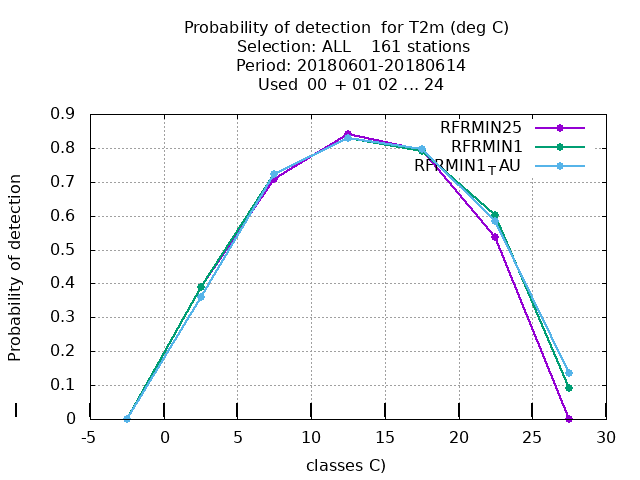 Probability of detection  for T2m (deg C)
Selection: ALL    161 stations
Period: 20180601-20180614
Used  00 + 01 02 ... 24
RFRMIN25
RFRMIN1
RFRMIN1TAU
Probability of detection
0.9
0.8
0.7
0.6
0.5
0.4
0.3
0.2
0.1
0
-5 0 5 10 15 20 25 30
classes C)